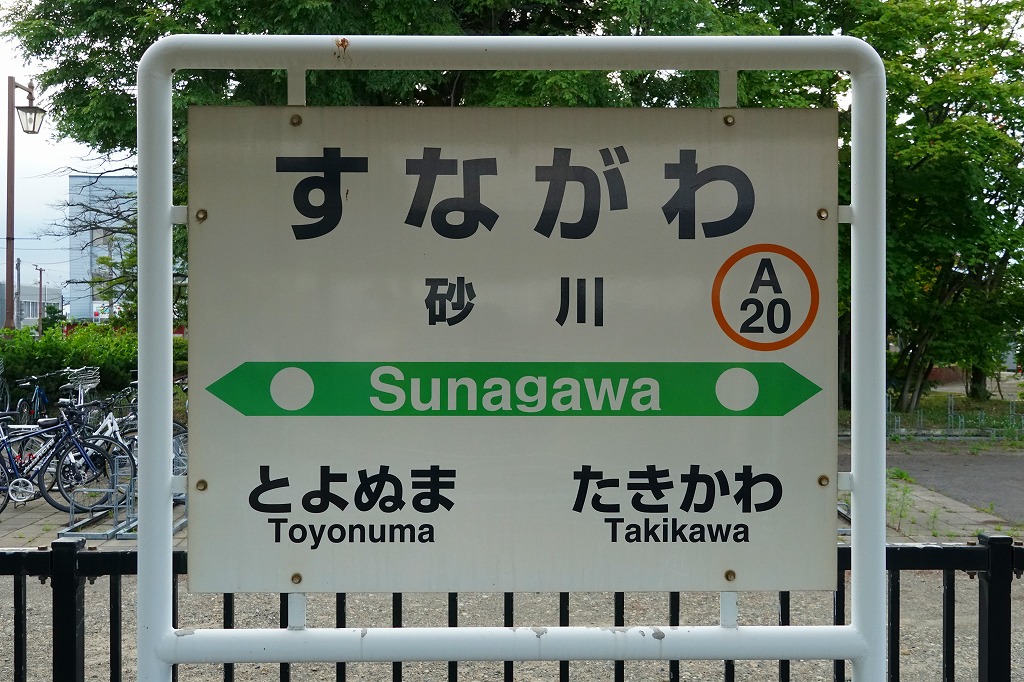 すながわ
砂川
A
20
Sunagawa
とよぬま たきかわ
Toyonuma Takikawa